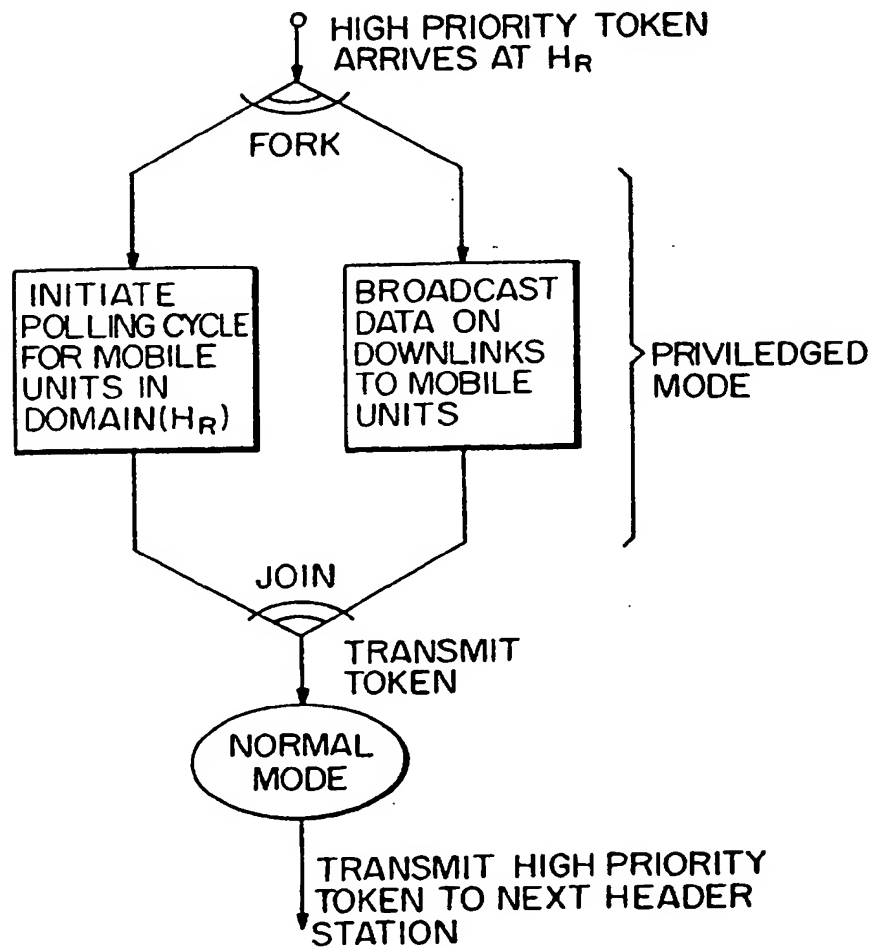 HIGH PRIORITY TOKEN
ARRIVES AT HR
FORK
INITIATE
POLLING CYCLE
FOR MOBILE
UNITS IN
DOMAIN(HR)
BROADCAST
DATA ON
DOWNLINKS
TO MOBILE
UNITS
PRIVILEDGED
MODE
JOIN
TRANSMIT
TOKEN
NORMAL
MODE
TRANSMIT HIGH PRIORITY
TOKEN TO NEXT HEADER
STATION